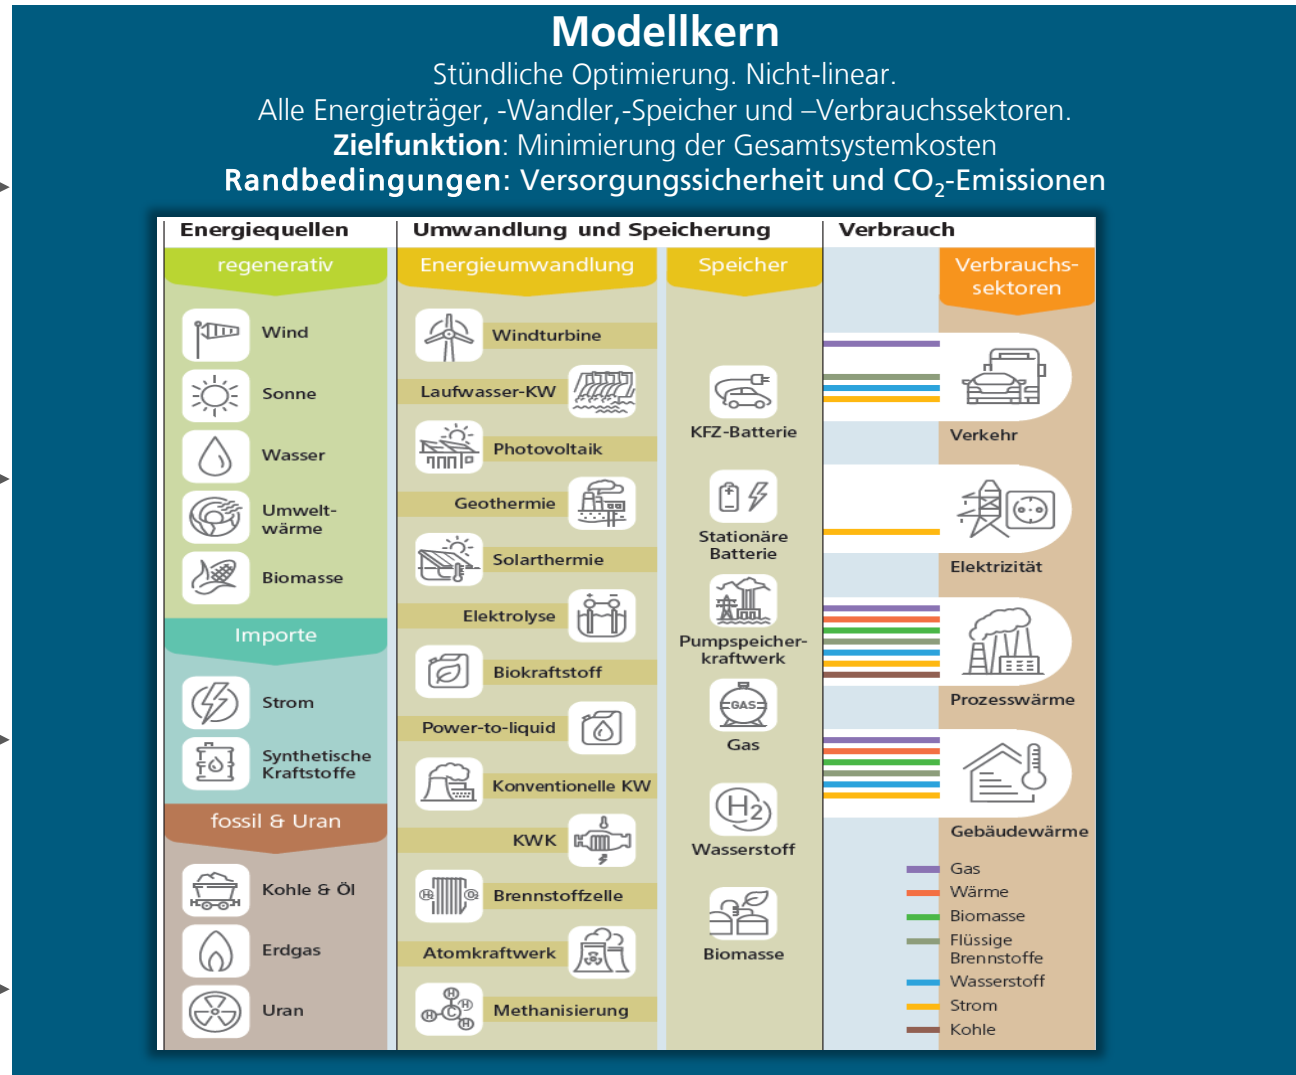 Modellkern
Stündliche Optimierung. Nicht-linear.
Alle Energieträger, -Wandler,-Speicher und –Verbrauchssektoren.
Zielfunktion: Minimierung der Gesamtsystemkosten
Randbedingungen: Versorgungssicherheit und CO₂-Emissionen
Energiequellen
regenerativ
Wind
Sonne
Wasser
Umwelt-
wärme
Biomasse
Importe
Strom
Synthetische
Kraftstoffe
fossil & Uran
Kohle & Öl
Erdgas
Uran
Umwandlung und Speicherung
Energieumwandlung
Windturbine
Laufwasser-KW
Photovoltaik
Geothermie
Solarthermie
Elektrolyse
Biokraftstoff
Power-to-liquid
Konventionelle KW
KWK
H₂
O₂
Brennstoffzelle
Atomkraftwerk
H
H
C
H
H
Methanisierung
Speicher
KFZ-Batterie
Stationäre
Batterie
Pumpspeicher-
kraftwerk
GAS
Gas
H₂
Wasserstoff
Biomasse
Verbrauch
Verbrauchs-
sektoren
Verkehr
Elektrizität
Prozesswärme
Gebäudewärme
Gas
Wärme
Biomasse
Flüssige
Brennstoffe
Wasserstoff
Strom
Kohle